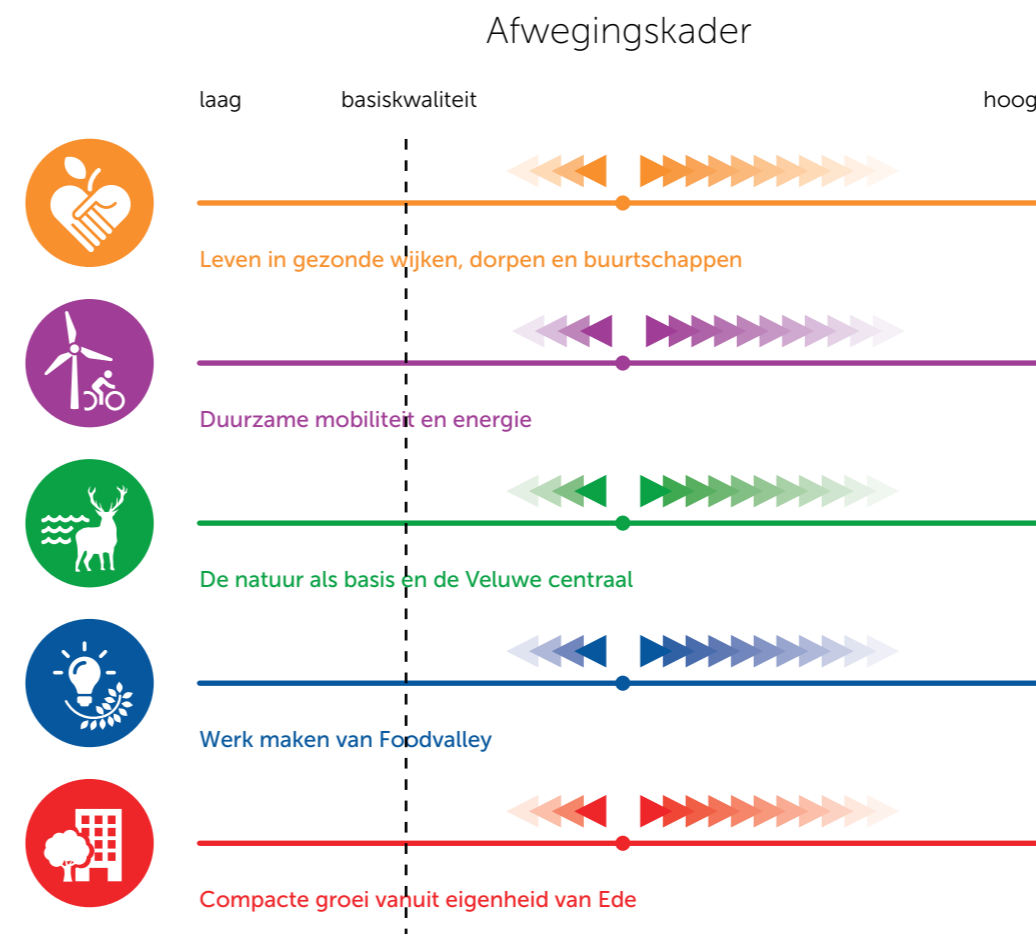 Afwegingskader
laag basiskwaliteit hoog
Leven in gezonde wijken, dorpen en buurtschappen
Duurzame mobiliteit en energie
De natuur als basis en de Veluwe centraal
Werk maken van Foodvalley
Compacte groei vanuit eigenheid van Ede